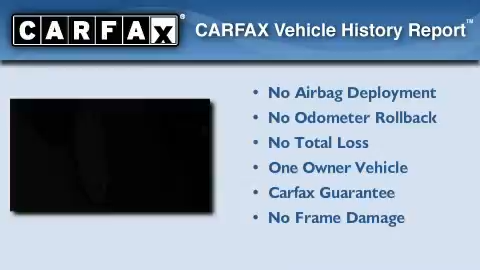 CARFAX® CARFAX Vehicle History Report™
• No Airbag Deployment
• No Odometer Rollback
• No Total Loss
• One Owner Vehicle
• Carfax Guarantee
• No Frame Damage